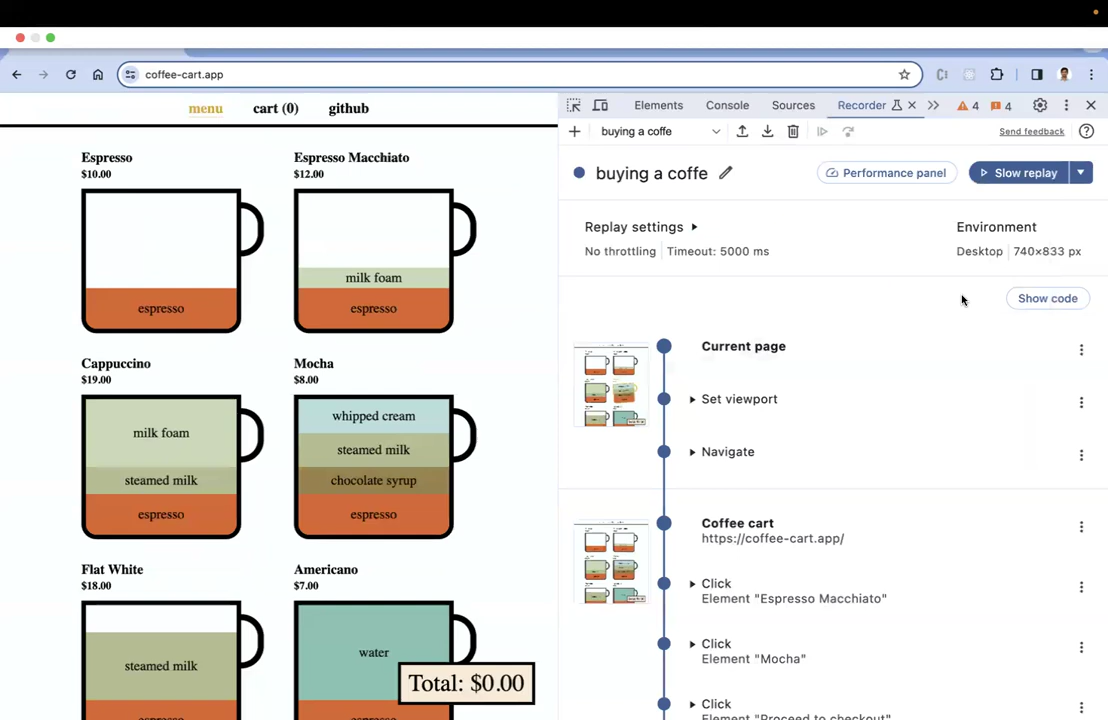 coffee-cart.app
menu
cart (0)
github
Espresso
$10.00
espresso
Espresso Macchiato
$12.00
milk foam
espresso
Cappuccino
$19.00
milk foam
steamed milk
espresso
Mocha
$8.00
whipped cream
steamed milk
chocolate syrup
espresso
Flat White
$18.00
steamed milk
Americano
$7.00
water
Total: $0.00
Elements
Console
Sources
Recorder
4
4
buying a coffe
Send feedback
buying a coffe
Performance panel
Slow replay
Replay settings
No throttling
Timeout: 5000 ms
Environment
Desktop
740×833 px
Show code
Current page
Set viewport
Navigate
Coffee cart
https://coffee-cart.app/
Click
Element "Espresso Macchiato"
Click
Element "Mocha"
Click
Element "Proceed to checkout"